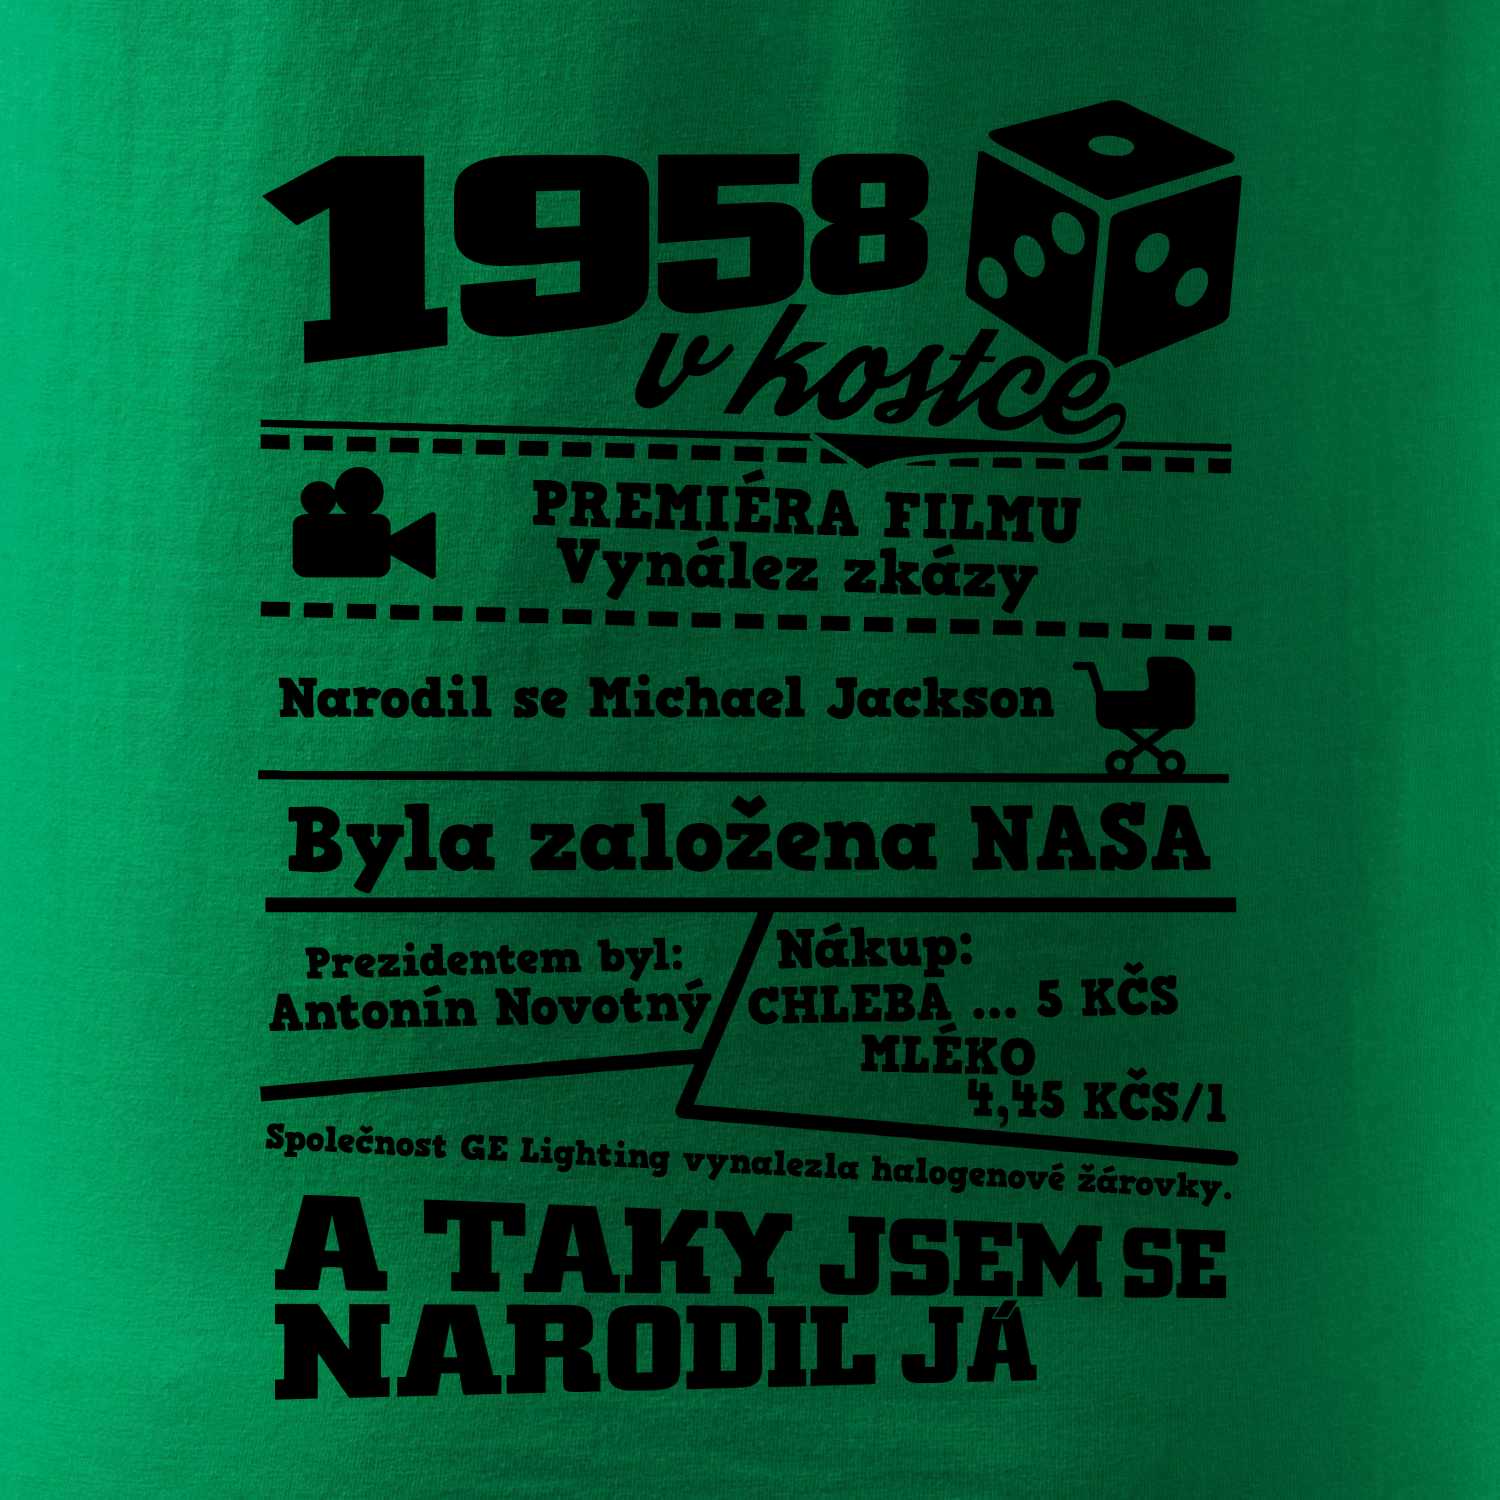 1958
v kostce
PREMIÉRA FILMU
Vynález zkázy
Narodil se Michael Jackson
Byla založena NASA
Prezidentem byl:
Antonín Novotný
Nákup:
CHLEBA ... 5 KČS
MLÉKO
4,45 KČS/l
Společnost GE Lighting vynalezla halogenové žárovky.
A TAKY JSEM SE
NARODIL JÁ